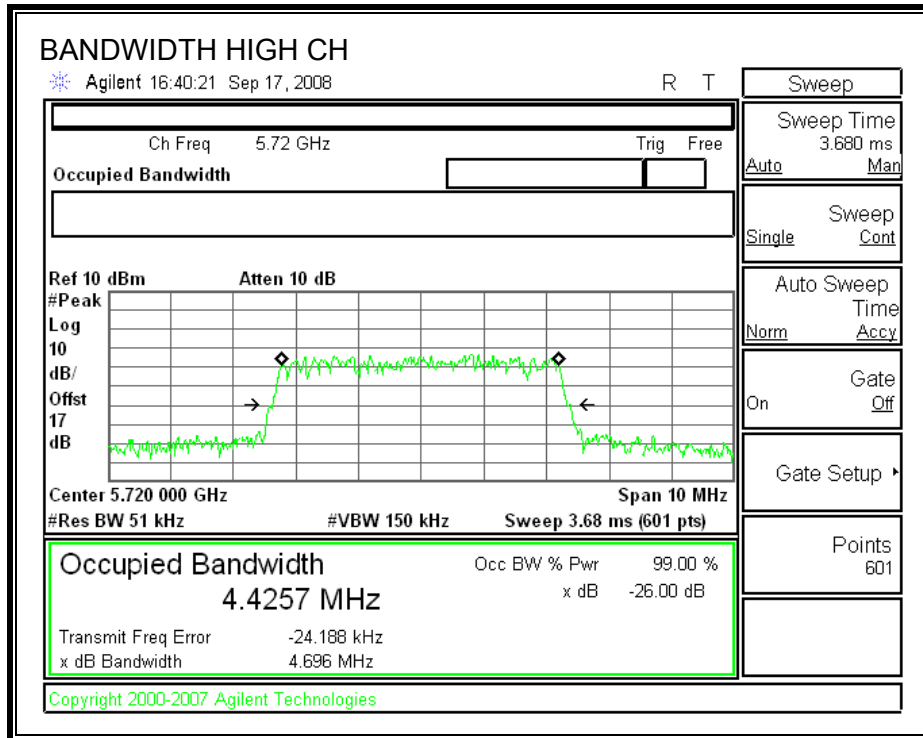 BANDWIDTH HIGH CH
Agilent 16:40:21 Sep 17, 2008 R T
Ch Freq 5.72 GHz Trig Free
Occupied Bandwidth
Ref 10 dBm Atten 10 dB
#Peak
Log
10
dB/
Offst
17
dB
Center 5.720 000 GHz Span 10 MHz
#Res BW 51 kHz #VBW 150 kHz Sweep 3.68 ms (601 pts)
Occupied Bandwidth
4.4257 MHz
Occ BW % Pwr 99.00 %
x dB -26.00 dB
Transmit Freq Error -24.188 kHz
x dB Bandwidth 4.696 MHz
Copyright 2000-2007 Agilent Technologies
Sweep
Sweep Time
3.680 ms
Auto Man
Sweep
Single Cont
Auto Sweep
Time
Norm Accy
Gate
On Off
Gate Setup
Points
601